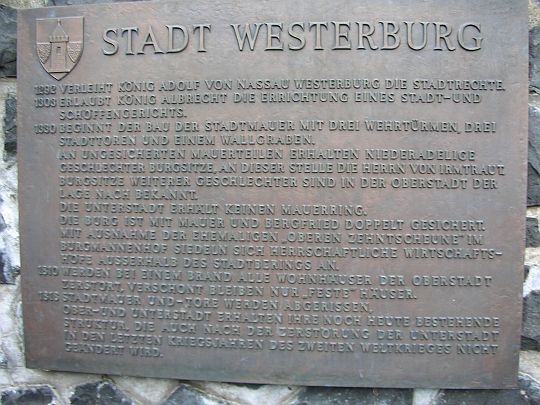 STADT WESTERBURG
1292 VERLEIHT KÖNIG ADOLF VON NASSAU WESTERBURG DIE STADTRECHTE.
1303 ERLAUBT KÖNIG ALBRECHT DIE ERRICHTUNG EINES STADT-UND
SCHÖFFENGERICHTS.
1330 BEGINNT DER BAU DER STADTMAUER MIT DREI WEHRTÜRMEN, DREI
STADTTOREN UND EINEM WALLGRABEN.
AN UNGESICHERTEN MAUERTEILEN ERHALTEN NIEDERADELIGE
GESCHLECHTER BURGSITZE, AN DIESER STELLE DIE HERRN VON IRMTRAUT.
BURGSITZE WEITERER GESCHLECHTER SIND IN DER OBERSTADT DER
LAGE NACH BEKANNT.
DIE UNTERSTADT ERHÄLT KEINEN MAUERRING.
DIE BURG IST MIT MAUER UND BERGFRIED DOPPELT GESICHERT.
MIT AUSNAHME DER EHEMALIGEN „OBEREN ZEHNTSCHEUNE" IM
BURGMANNENHOF SIEDELN SICH HERRSCHAFTLICHE WIRTSCHAFTS-
HÖFE AUSSERHALB DES STADTBERINGS AN.
1819 WERDEN BEI EINEM BRAND ALLE WOHNHÄUSER DER OBERSTADT
ZERSTÖRT, VERSCHONT BLEIBEN NUR „FESTE" HÄUSER.
1818 STADTMAUER UND-TORE WERDEN ABGERISSEN.
OBER-UND UNTERSTADT ERHALTEN IHRE NOCH HEUTE BESTEHENDE
STRUKTUR, DIE AUCH NACH DER ZERSTÖRUNG DER UNTERSTADT
IN DEN LETZTEN KRIEGSJAHREN DES ZWEITEN WELTKRIEGES NICHT
GEÄNDERT WIRD.